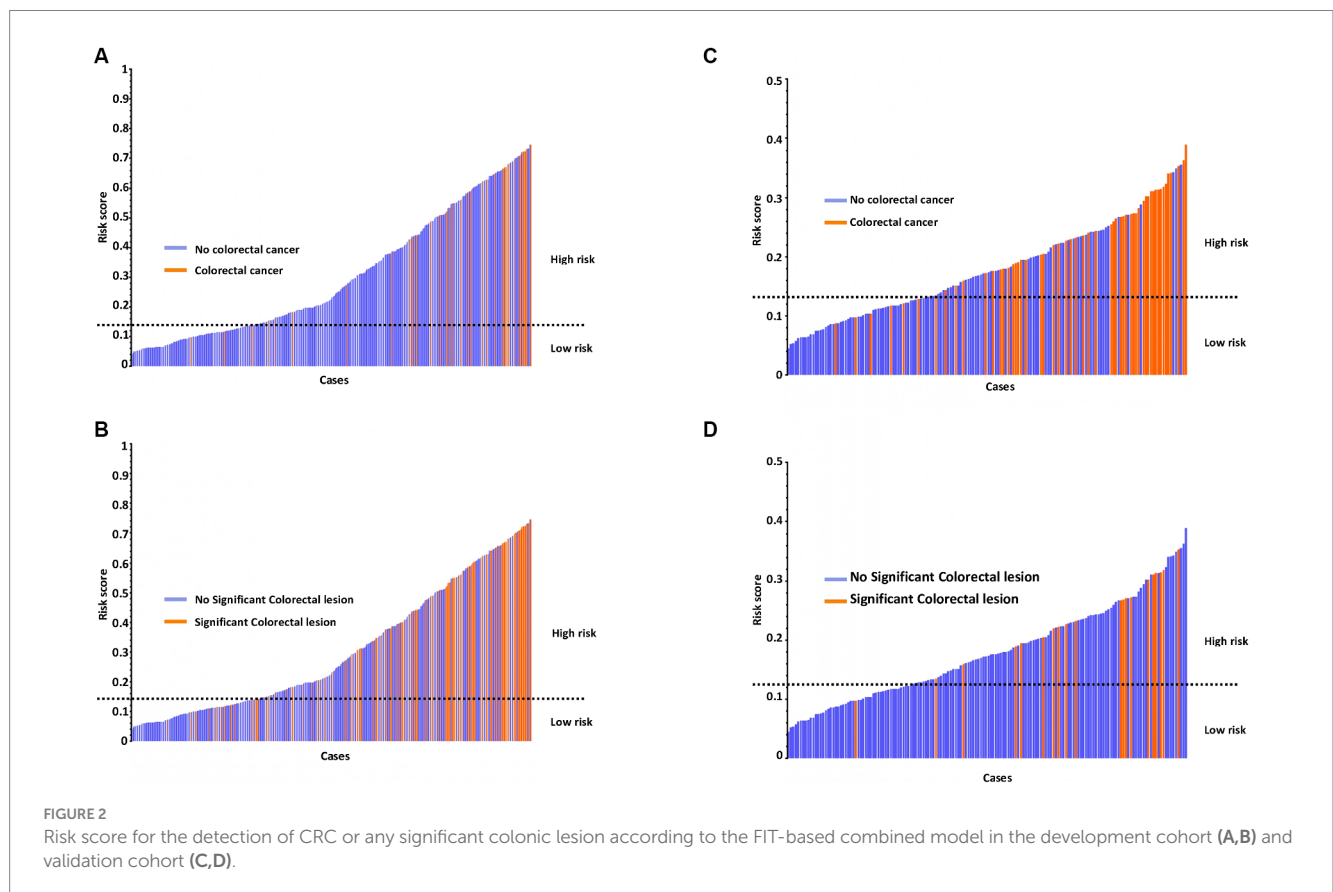 A
1
0.9
0.8
0.7
0.6
0.5
0.4
0.3
0.2
0.1
0
Risk score
No colorectal cancer
Colorectal cancer
High risk
Low risk
Cases
B
1
0.9
0.8
0.7
0.6
0.5
0.4
0.3
0.2
0.1
0
Risk score
No Significant Colorectal lesion
Significant Colorectal lesion
High risk
Low risk
Cases
C
0.5
0.4
0.3
0.2
0.1
0
Risk score
No colorectal cancer
Colorectal cancer
High risk
Low risk
Cases
D
0.5
0.4
0.3
0.2
0.1
0
Risk score
No Significant Colorectal lesion
Significant Colorectal lesion
High risk
Low risk
Cases
FIGURE 2
Risk score for the detection of CRC or any significant colonic lesion according to the FIT-based combined model in the development cohort (A,B) and
validation cohort (C,D).